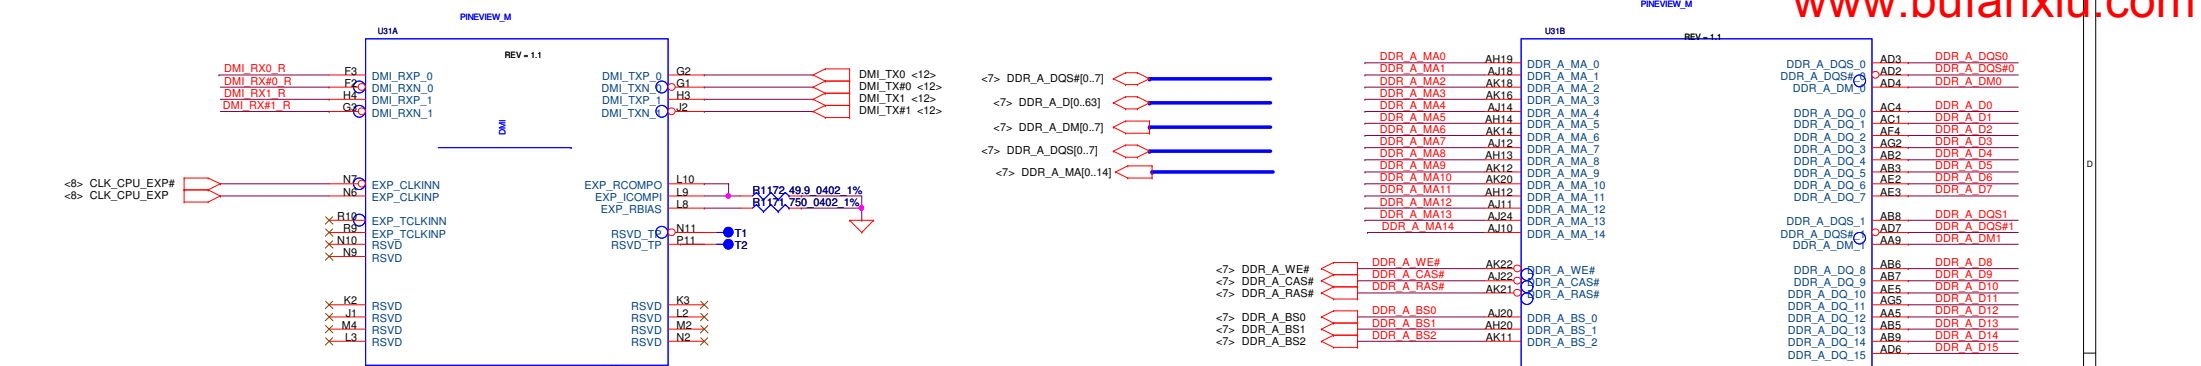 www.bufanxiu.com
PINEVIEW_M
U31A
REV = 1.1
DMI_RX0_R F3 DMI_RXP_0
DMI_RX#0_R F2 DMI_RXN_0
DMI_RX1_R H4 DMI_RXP_1
DMI_RX#1_R G3 DMI_RXN_1
DMI_TXP_0 G2 DMI_TX0 <12>
DMI_TXN_0 G1 DMI_TX#0 <12>
DMI_TXP_1 H3 DMI_TX1 <12>
DMI_TXN_1 J2 DMI_TX#1 <12>
DMI
<8> CLK_CPU_EXP# N7 EXP_CLKINN
<8> CLK_CPU_EXP N6 EXP_CLKINP
R10 EXP_TCLKINN
R9 EXP_TCLKINP
N10 RSVD
N9 RSVD
EXP_RCOMPO L10
EXP_ICOMPI L9 R1172 49.9_0402_1%
EXP_RBIAS L8 R1171 750_0402_1%
RSVD_TP N11 T1
RSVD_TP P11 T2
K2 RSVD
J1 RSVD
M4 RSVD
L3 RSVD
RSVD K3
RSVD L2
RSVD M2
RSVD N2
<7> DDR_A_DQS#[0..7]
<7> DDR_A_D[0..63]
<7> DDR_A_DM[0..7]
<7> DDR_A_DQS[0..7]
<7> DDR_A_MA[0..14]
PINEVIEW_M
U31B
REV = 1.1
DDR_A_MA0 AH19 DDR_A_MA_0
DDR_A_MA1 AJ18 DDR_A_MA_1
DDR_A_MA2 AK18 DDR_A_MA_2
DDR_A_MA3 AK16 DDR_A_MA_3
DDR_A_MA4 AJ14 DDR_A_MA_4
DDR_A_MA5 AH14 DDR_A_MA_5
DDR_A_MA6 AK14 DDR_A_MA_6
DDR_A_MA7 AJ12 DDR_A_MA_7
DDR_A_MA8 AH13 DDR_A_MA_8
DDR_A_MA9 AK12 DDR_A_MA_9
DDR_A_MA10 AK20 DDR_A_MA_10
DDR_A_MA11 AH12 DDR_A_MA_11
DDR_A_MA12 AJ11 DDR_A_MA_12
DDR_A_MA13 AJ24 DDR_A_MA_13
DDR_A_MA14 AJ10 DDR_A_MA_14
<7> DDR_A_WE# DDR_A_WE# AK22 DDR_A_WE#
<7> DDR_A_CAS# DDR_A_CAS# AJ22 DDR_A_CAS#
<7> DDR_A_RAS# DDR_A_RAS# AK21 DDR_A_RAS#
<7> DDR_A_BS0 DDR_A_BS0 AJ20 DDR_A_BS_0
<7> DDR_A_BS1 DDR_A_BS1 AH20 DDR_A_BS_1
<7> DDR_A_BS2 DDR_A_BS2 AK11 DDR_A_BS_2
DDR_A_DQS_0 AD3 DDR_A_DQS0
DDR_A_DQS#_0 AD2 DDR_A_DQS#0
DDR_A_DM_0 AD4 DDR_A_DM0
DDR_A_DQ_0 AC4 DDR_A_D0
DDR_A_DQ_1 AC1 DDR_A_D1
DDR_A_DQ_2 AF4 DDR_A_D2
DDR_A_DQ_3 AG2 DDR_A_D3
DDR_A_DQ_4 AB2 DDR_A_D4
DDR_A_DQ_5 AB3 DDR_A_D5
DDR_A_DQ_6 AE2 DDR_A_D6
DDR_A_DQ_7 AE3 DDR_A_D7
DDR_A_DQS_1 AB8 DDR_A_DQS1
DDR_A_DQS#_1 AD7 DDR_A_DQS#1
DDR_A_DM_1 AA9 DDR_A_DM1
DDR_A_DQ_8 AB6 DDR_A_D8
DDR_A_DQ_9 AB7 DDR_A_D9
DDR_A_DQ_10 AE5 DDR_A_D10
DDR_A_DQ_11 AG5 DDR_A_D11
DDR_A_DQ_12 AA5 DDR_A_D12
DDR_A_DQ_13 AB5 DDR_A_D13
DDR_A_DQ_14 AB9 DDR_A_D14
DDR_A_DQ_15 AD6 DDR_A_D15
D